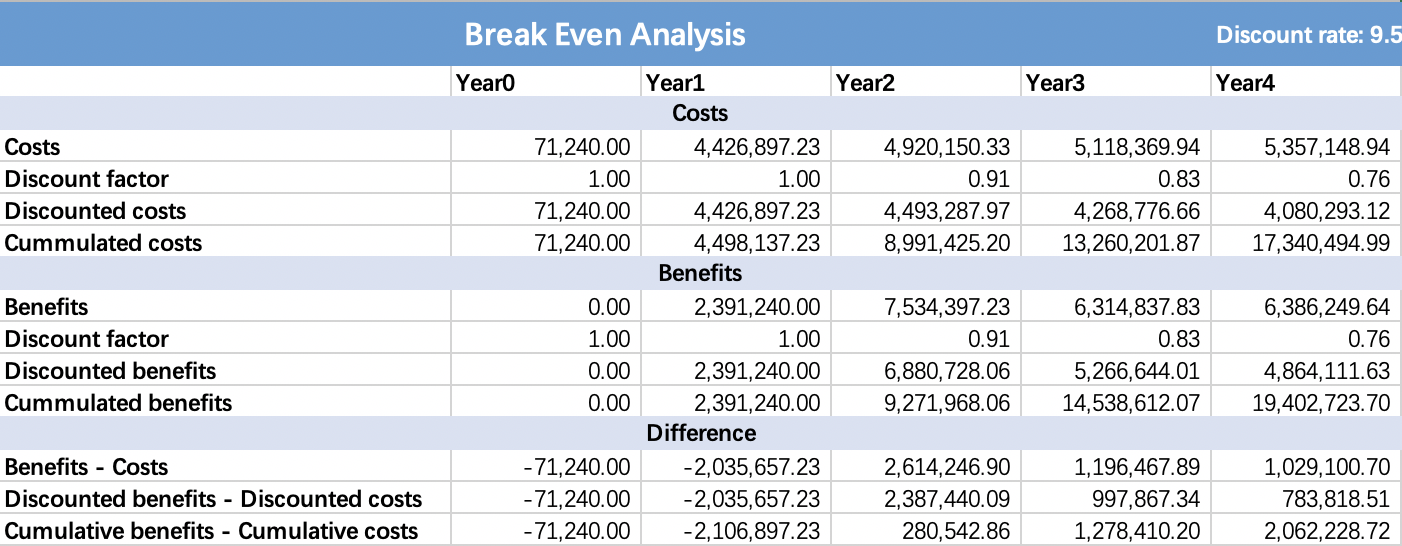 Break Even Analysis Discount rate: 9.5
Year0 Year1 Year2 Year3 Year4
Costs
Costs 71,240.00 4,426,897.23 4,920,150.33 5,118,369.94 5,357,148.94
Discount factor 1.00 1.00 0.91 0.83 0.76
Discounted costs 71,240.00 4,426,897.23 4,493,287.97 4,268,776.66 4,080,293.12
Cummulated costs 71,240.00 4,498,137.23 8,991,425.20 13,260,201.87 17,340,494.99
Benefits
Benefits 0.00 2,391,240.00 7,534,397.23 6,314,837.83 6,386,249.64
Discount factor 1.00 1.00 0.91 0.83 0.76
Discounted benefits 0.00 2,391,240.00 6,880,728.06 5,266,644.01 4,864,111.63
Cummulated benefits 0.00 2,391,240.00 9,271,968.06 14,538,612.07 19,402,723.70
Difference
Benefits - Costs -71,240.00 -2,035,657.23 2,614,246.90 1,196,467.89 1,029,100.70
Discounted benefits - Discounted costs -71,240.00 -2,035,657.23 2,387,440.09 997,867.34 783,818.51
Cumulative benefits - Cumulative costs -71,240.00 -2,106,897.23 280,542.86 1,278,410.20 2,062,228.72